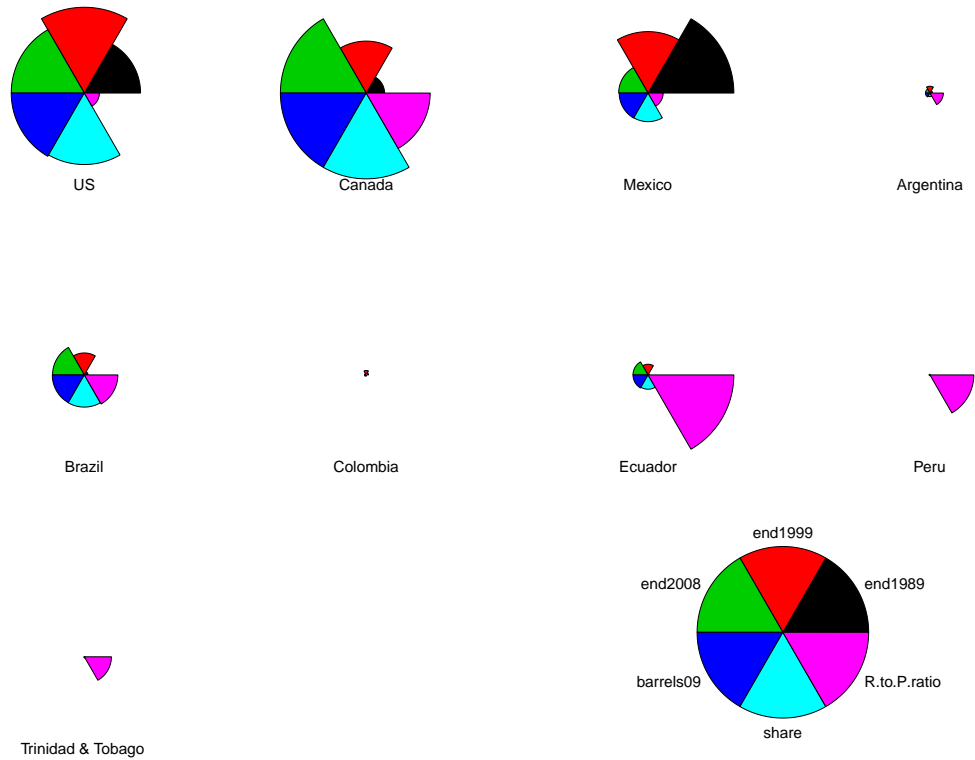 US
Canada
Mexico
Argentina
Brazil
Colombia
Ecuador
Peru
end1999
end2008
end1989
barrels09
R.to.P.ratio
share
Trinidad & Tobago